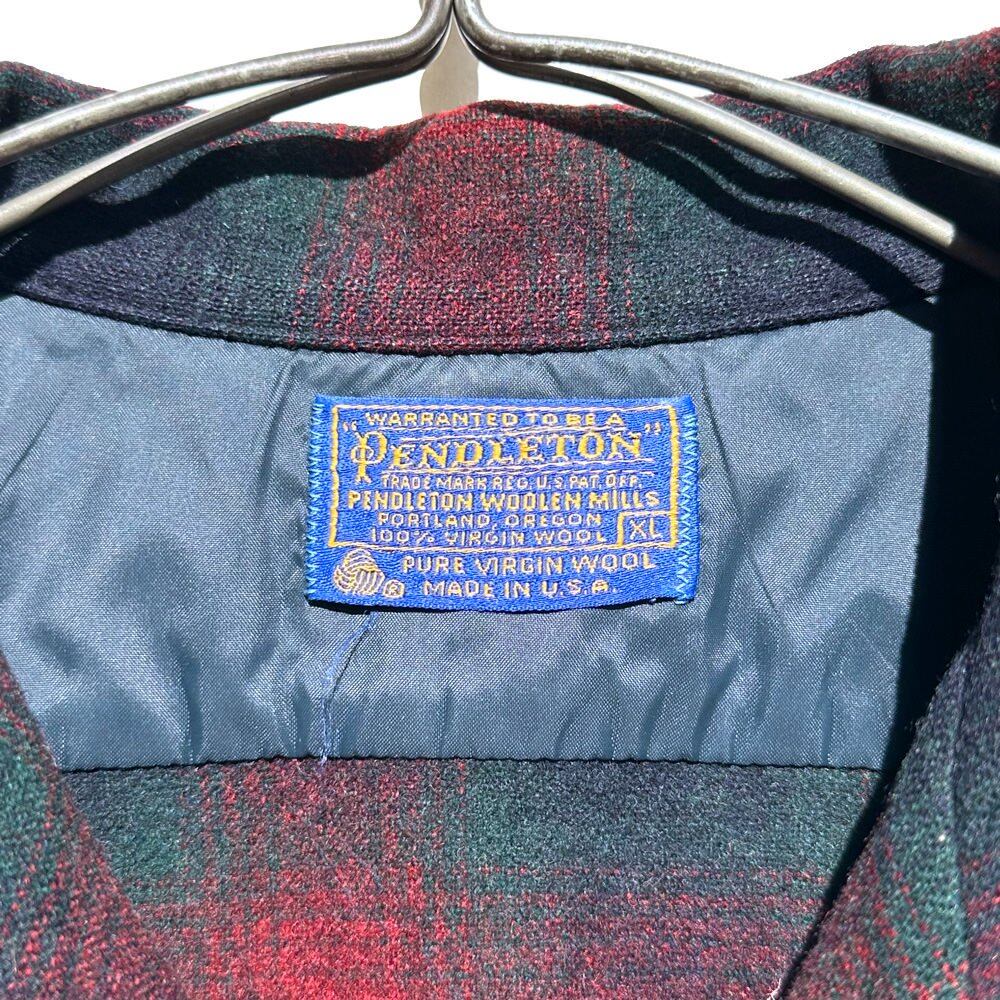 WARRANTED TO BE A
"PENDLETON"
TRADE MARK REG. U.S. PAT. OFF.
PENDLETON WOOLEN MILLS
PORTLAND, OREGON
100% VIRGIN WOOL XL
PURE VIRGIN WOOL
® MADE IN U.S.A.